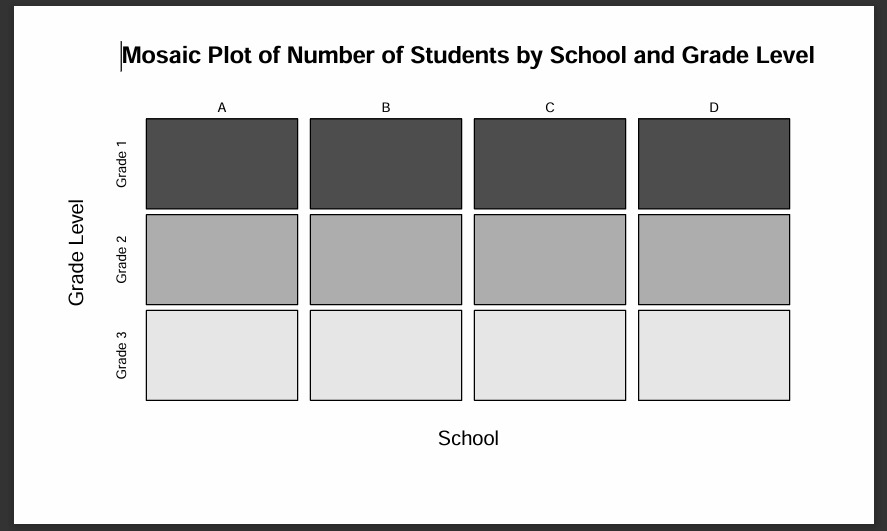 Mosaic Plot of Number of Students by School and Grade Level
A
B
C
D
Grade 1
Grade 2
Grade 3
Grade Level
School